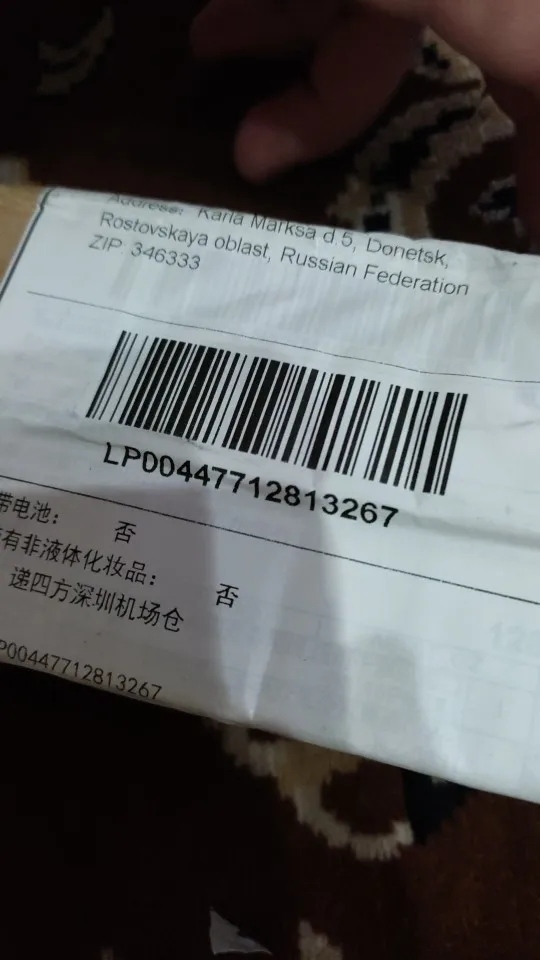 Address: Karla Marksa d 5, Donetsk,
Rostovskaya oblast, Russian Federation
ZIP: 346333
LP00447712813267
带电池: 否
有非液体化妆品: 否
递四方深圳机场仓
P00447712813267